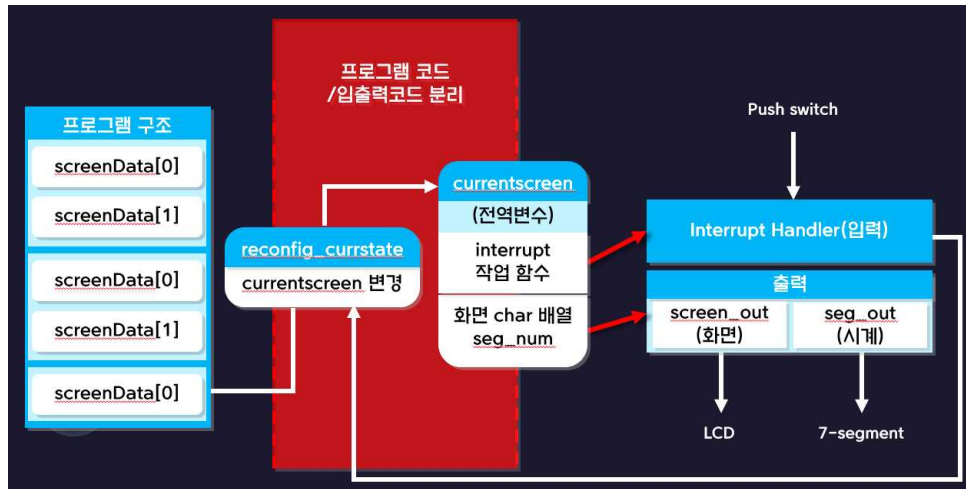 프로그램 코드
/입출력코드 분리
프로그램 구조
screenData[0]
screenData[1]
screenData[0]
screenData[1]
screenData[0]
reconfig_currstate
currentscreen 변경
currentscreen
(전역변수)
interrupt
작업 함수
화면 char 배열
seg_num
Push switch
Interrupt Handler(입력)
출력
screen_out
(화면)
seg_out
(시계)
LCD
7-segment